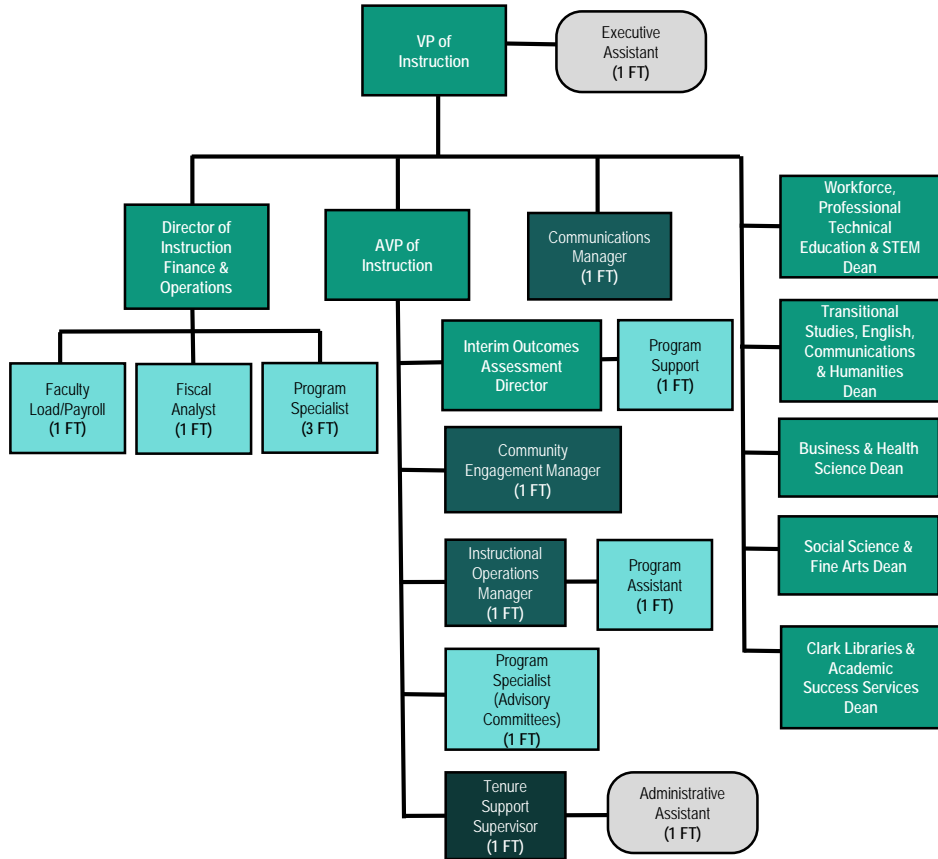 VP of
Instruction
Executive
Assistant
(1 FT)
Director of
Instruction
Finance &
Operations
AVP of
Instruction
Communications
Manager
(1 FT)
Workforce,
Professional
Technical
Education & STEM
Dean
Faculty
Load/Payroll
(1 FT)
Fiscal
Analyst
(1 FT)
Program
Specialist
(3 FT)
Interim Outcomes
Assessment
Director
Program
Support
(1 FT)
Transitional
Studies, English,
Communications
& Humanities
Dean
Community
Engagement Manager
(1 FT)
Business & Health
Science Dean
Instructional
Operations
Manager
(1 FT)
Program
Assistant
(1 FT)
Social Science &
Fine Arts Dean
Program
Specialist
(Advisory
Committees)
(1 FT)
Clark Libraries &
Academic
Success Services
Dean
Tenure
Support
Supervisor
(1 FT)
Administrative
Assistant
(1 FT)